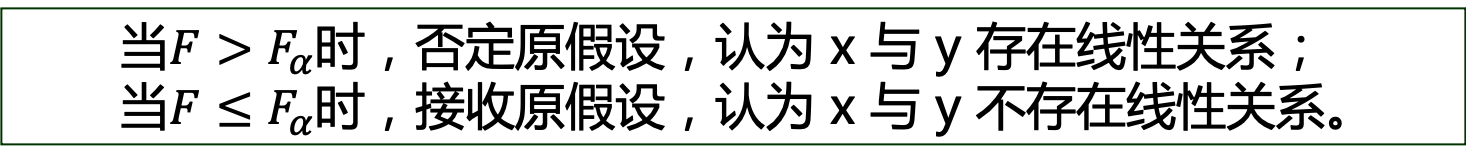 当F > Fα时，否定原假设，认为 x 与 y 存在线性关系；
当F ≤ Fα时，接收原假设，认为 x 与 y 不存在线性关系。